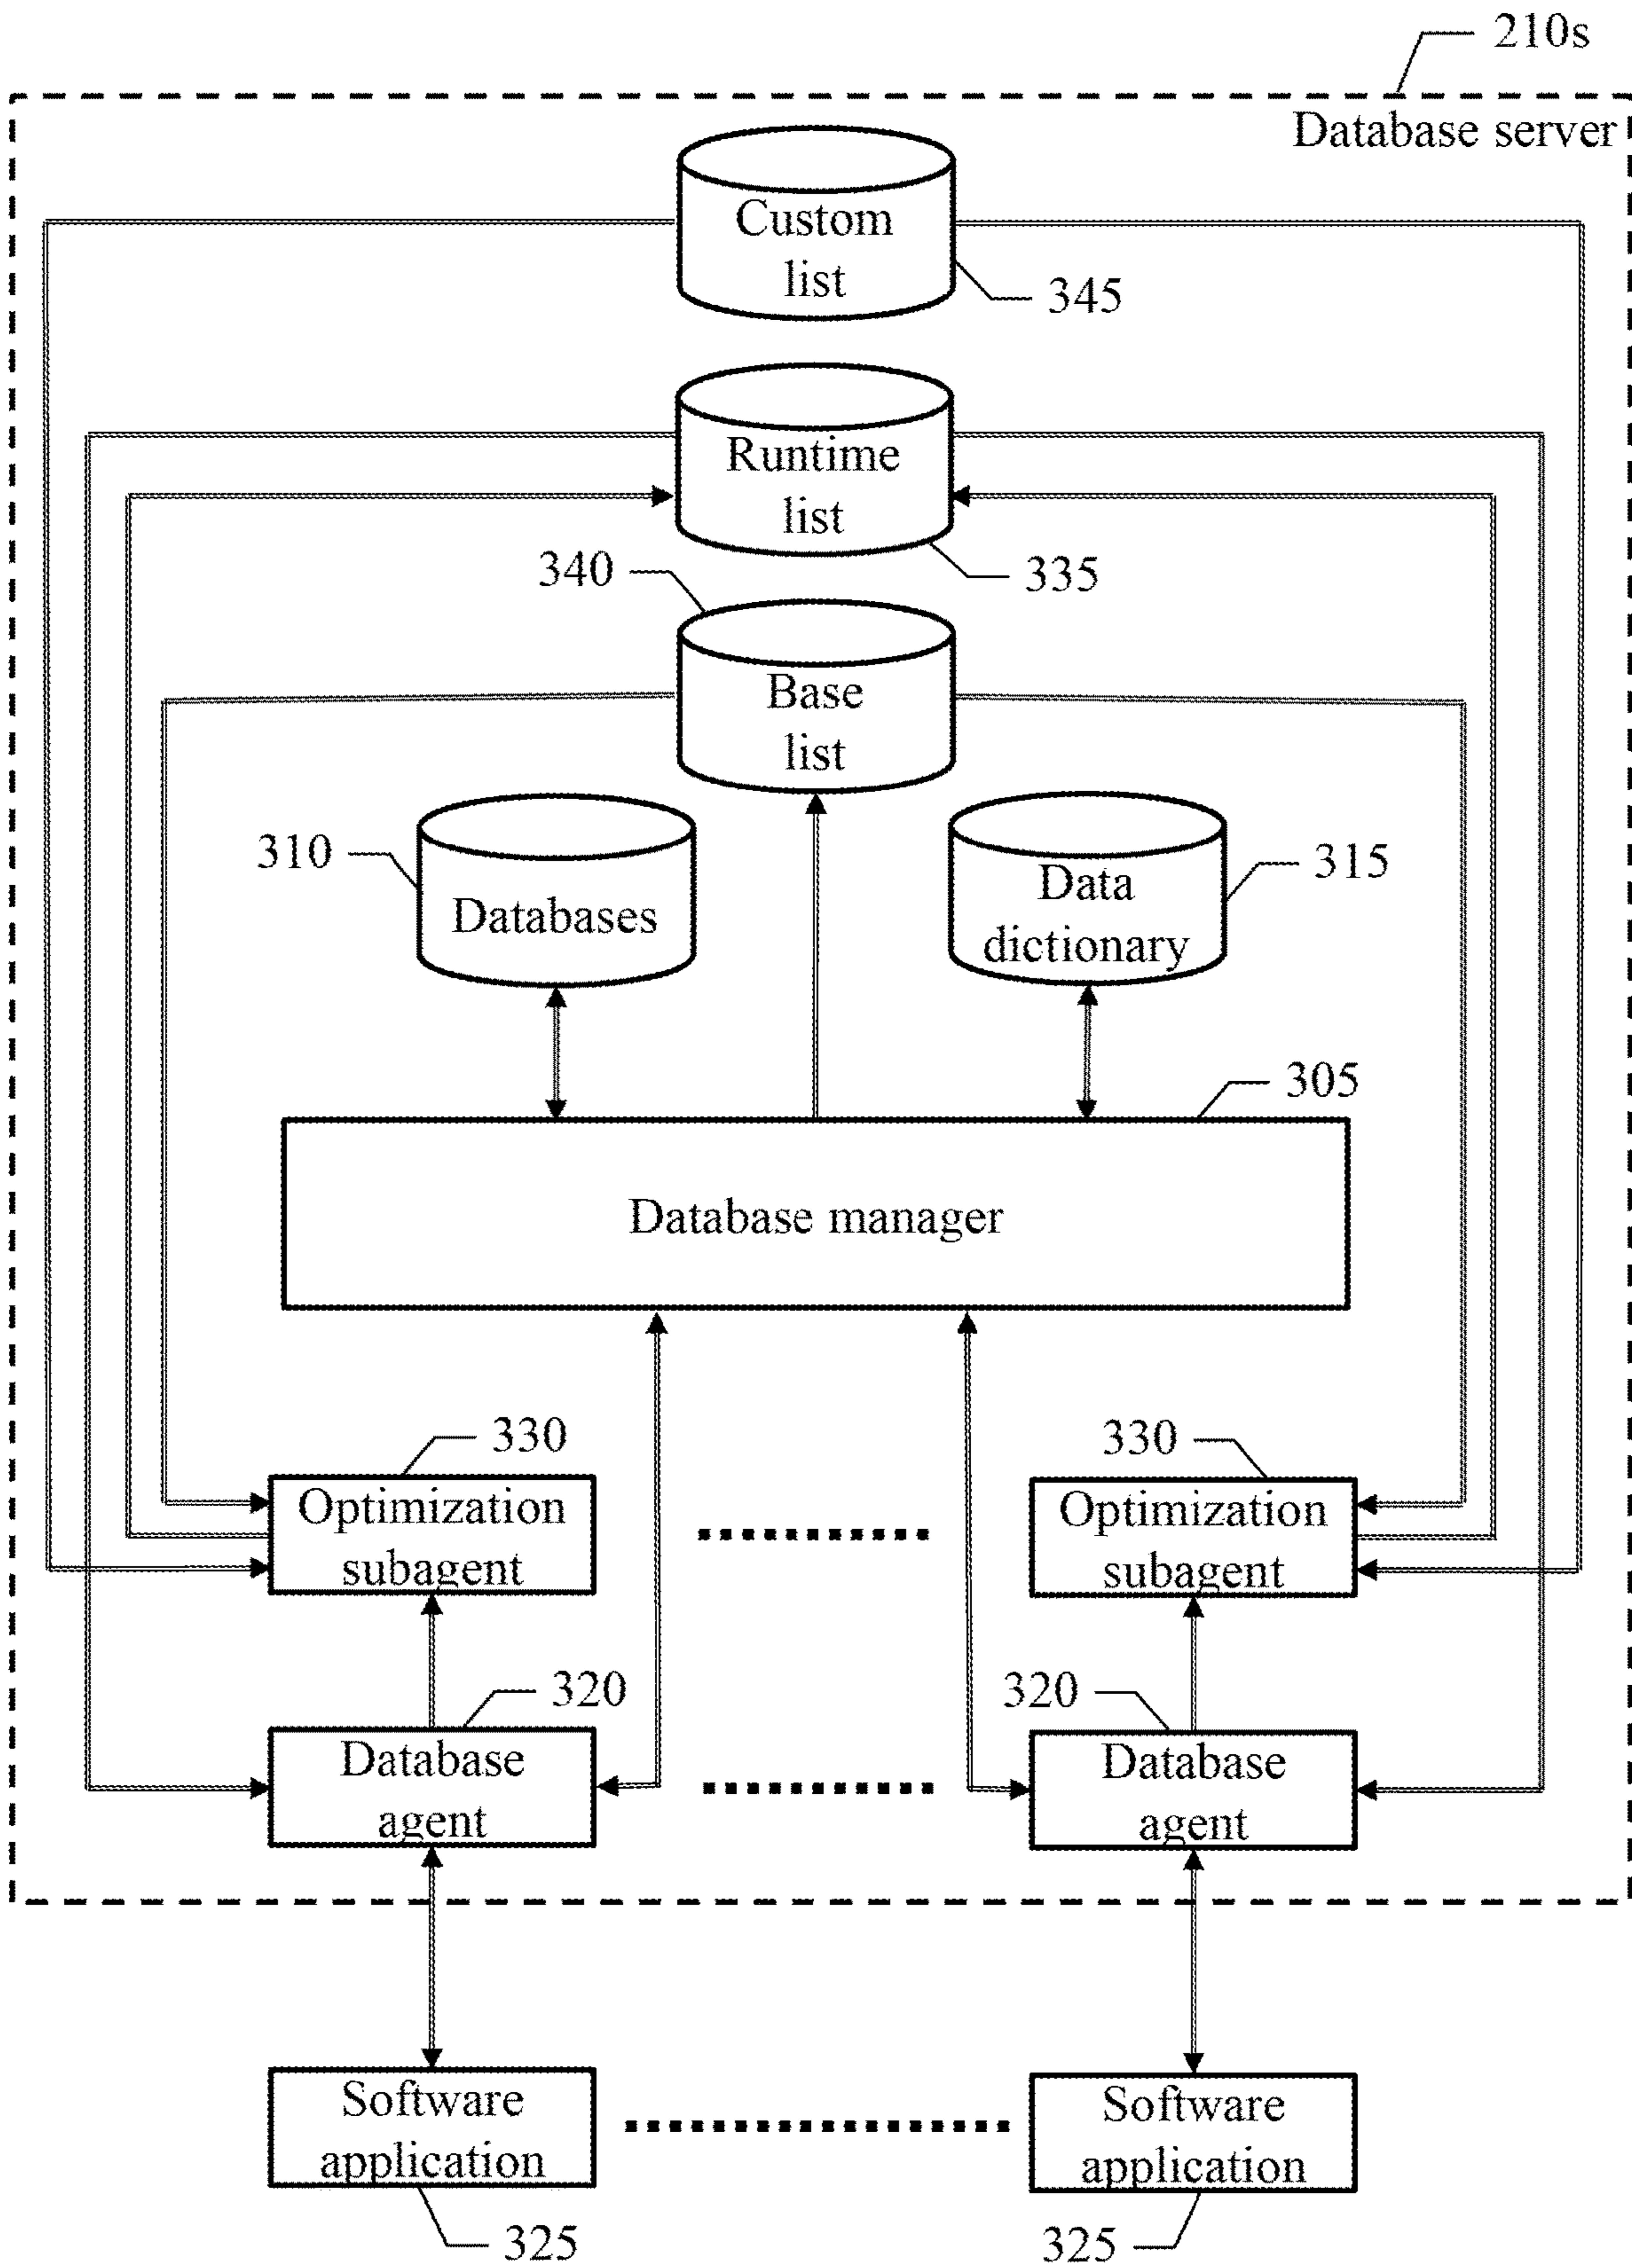 210s
Database server
Custom
list
345
Runtime
list
335
340
Base
list
310
Databases
Data
dictionary
315
305
Database manager
330
Optimization
subagent
330
Optimization
subagent
320
Database
agent
320
Database
agent
Software
application
325
Software
application
325